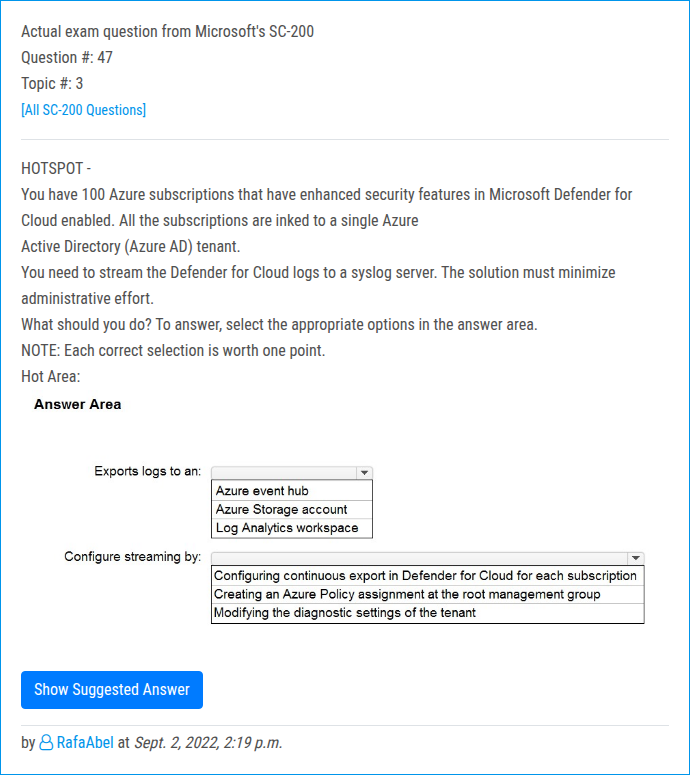 Actual exam question from Microsoft's SC-200
Question #: 47
Topic #: 3
[All SC-200 Questions]
HOTSPOT -
You have 100 Azure subscriptions that have enhanced security features in Microsoft Defender for
Cloud enabled. All the subscriptions are inked to a single Azure
Active Directory (Azure AD) tenant.
You need to stream the Defender for Cloud logs to a syslog server. The solution must minimize
administrative effort.
What should you do? To answer, select the appropriate options in the answer area.
NOTE: Each correct selection is worth one point.
Hot Area:
Answer Area
Exports logs to an:
Azure event hub
Azure Storage account
Log Analytics workspace
Configure streaming by:
Configuring continuous export in Defender for Cloud for each subscription
Creating an Azure Policy assignment at the root management group
Modifying the diagnostic settings of the tenant
Show Suggested Answer
by RafaAbel at Sept. 2, 2022, 2:19 p.m.